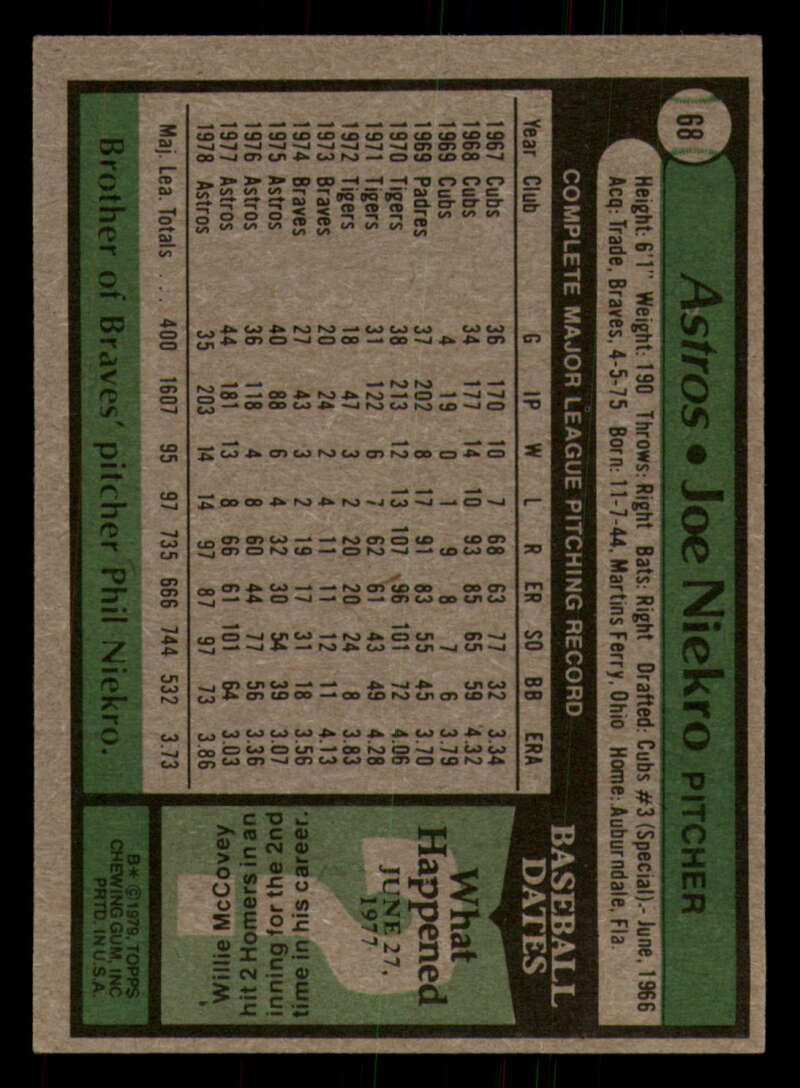 68
Astros • Joe Niekro PITCHER
Height: 6'1" Weight: 190 Throws: Right Bats: Right Drafted: Cubs #3 (Special)- June, 1966
Acq: Trade, Braves, 4-5-75 Born: 11-7-44, Martins Ferry, Ohio Home: Auburndale, Fla.
COMPLETE MAJOR LEAGUE PITCHING RECORD
Year Club G IP W L R ER SO BB ERA
1967 Cubs 36 170 10 7 68 63 77 32 3.34
1968 Cubs 34 177 14 10 93 85 65 59 4.32
1969 Cubs 4 19 0 1 9 8 7 6 3.79
1969 Padres 37 202 8 17 91 83 55 45 3.70
1970 Tigers 38 213 12 13 107 96 101 72 4.06
1971 Tigers 31 122 6 7 62 61 43 49 4.28
1972 Tigers 18 47 3 2 20 20 24 8 3.83
1973 Braves 20 24 2 4 11 11 12 11 4.13
1974 Braves 27 43 3 2 19 17 31 18 3.56
1975 Astros 40 88 6 4 32 30 54 39 3.07
1976 Astros 36 118 4 8 60 44 77 56 3.36
1977 Astros 44 181 13 8 66 61 101 64 3.03
1978 Astros 35 203 14 14 97 87 97 73 3.86
Maj. Lea. Totals .... 400 1607 95 97 735 666 744 532 3.73
Brother of Braves' pitcher Phil Niekro.
BASEBALL
DATES
What
Happened
JUNE 27,
1977
?
Willie McCovey
hit 2 Homers in an
inning for the 2nd
time in his career.
B* ©1979, TOPPS
CHEWING GUM, INC
PRTD. IN U.S.A.